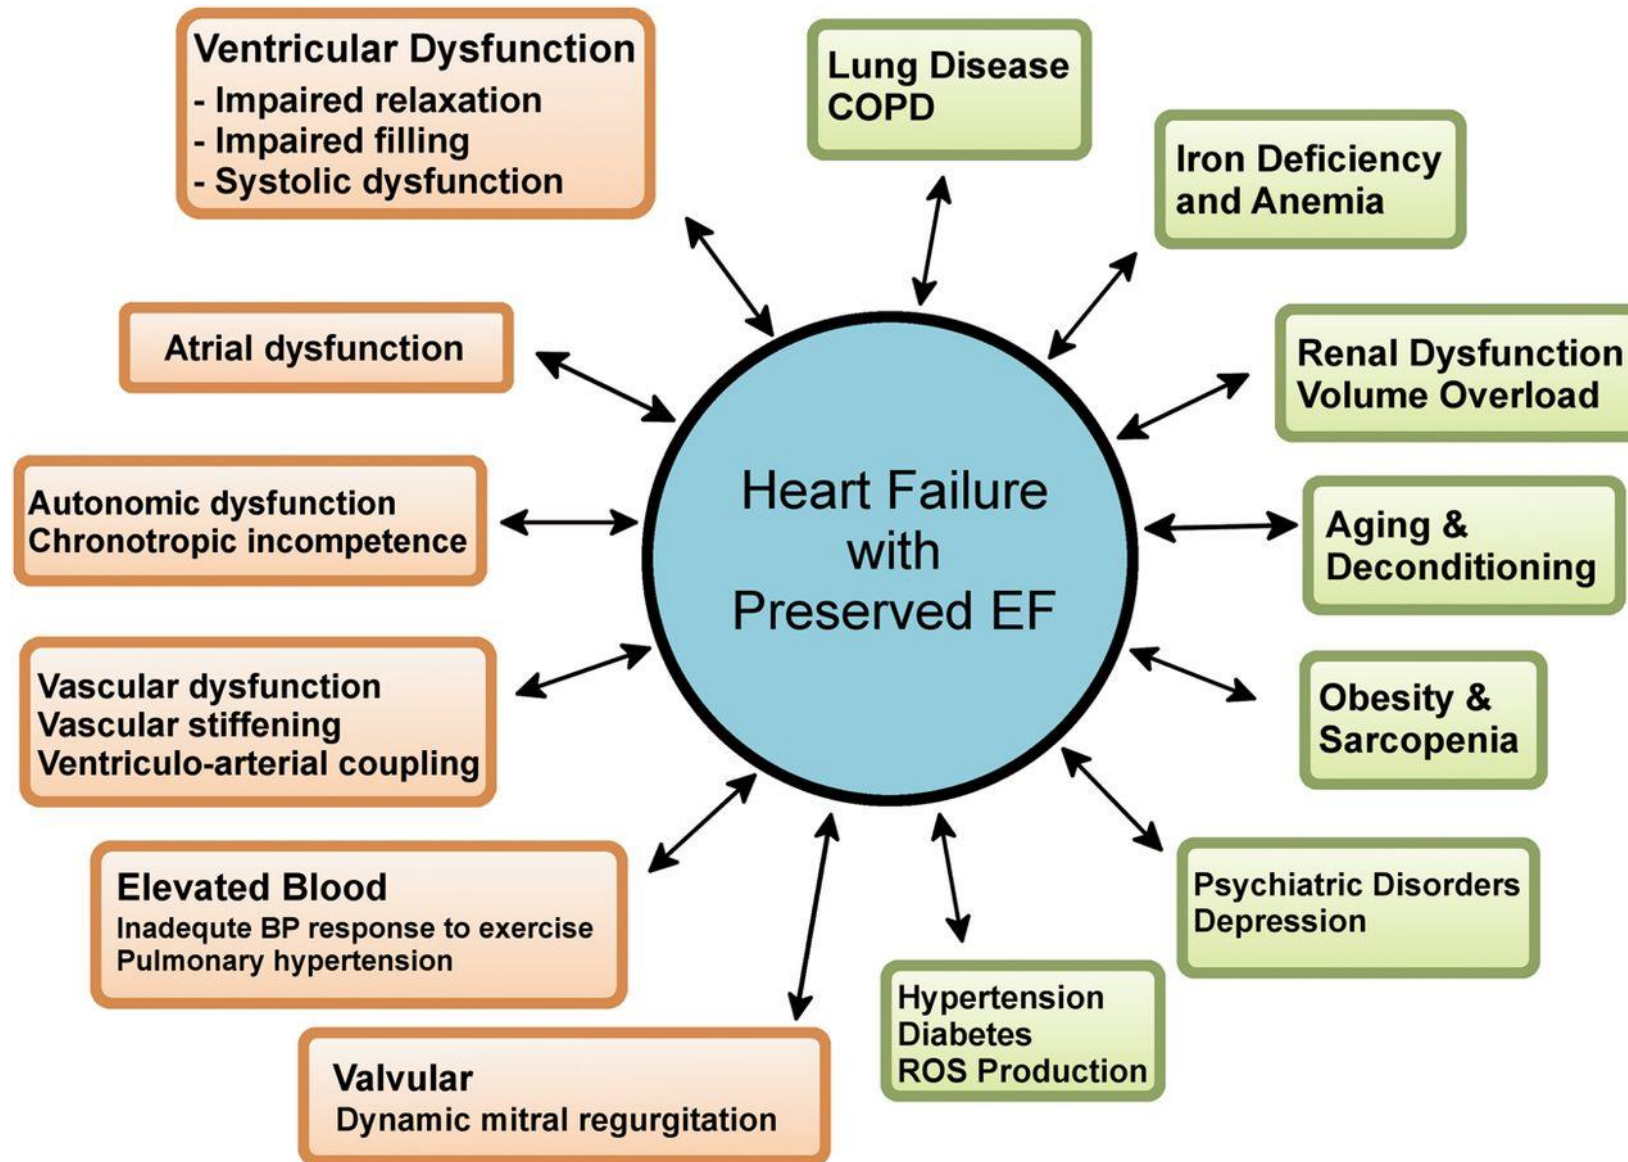 Ventricular Dysfunction
- Impaired relaxation
- Impaired filling
- Systolic dysfunction
Lung Disease
COPD
Iron Deficiency
and Anemia
Atrial dysfunction
Renal Dysfunction
Volume Overload
Autonomic dysfunction
Chronotropic incompetence
Heart Failure
with
Preserved EF
Aging &
Deconditioning
Vascular dysfunction
Vascular stiffening
Ventriculo-arterial coupling
Obesity &
Sarcopenia
Elevated Blood
Inadequte BP response to exercise
Pulmonary hypertension
Psychiatric Disorders
Depression
Valvular
Dynamic mitral regurgitation
Hypertension
Diabetes
ROS Production